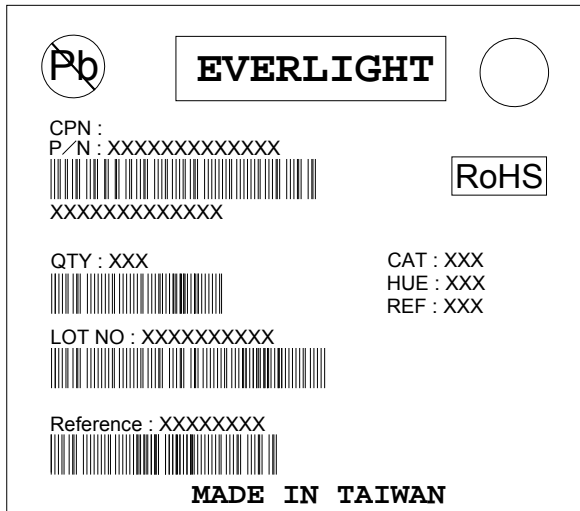 Pb
EVERLIGHT
CPN :
P/N : XXXXXXXXXXXXX
RoHS
XXXXXXXXXXXXX
QTY : XXX
CAT : XXX
HUE : XXX
REF : XXX
LOT NO : XXXXXXXXXX
Reference : XXXXXXXX
MADE IN TAIWAN